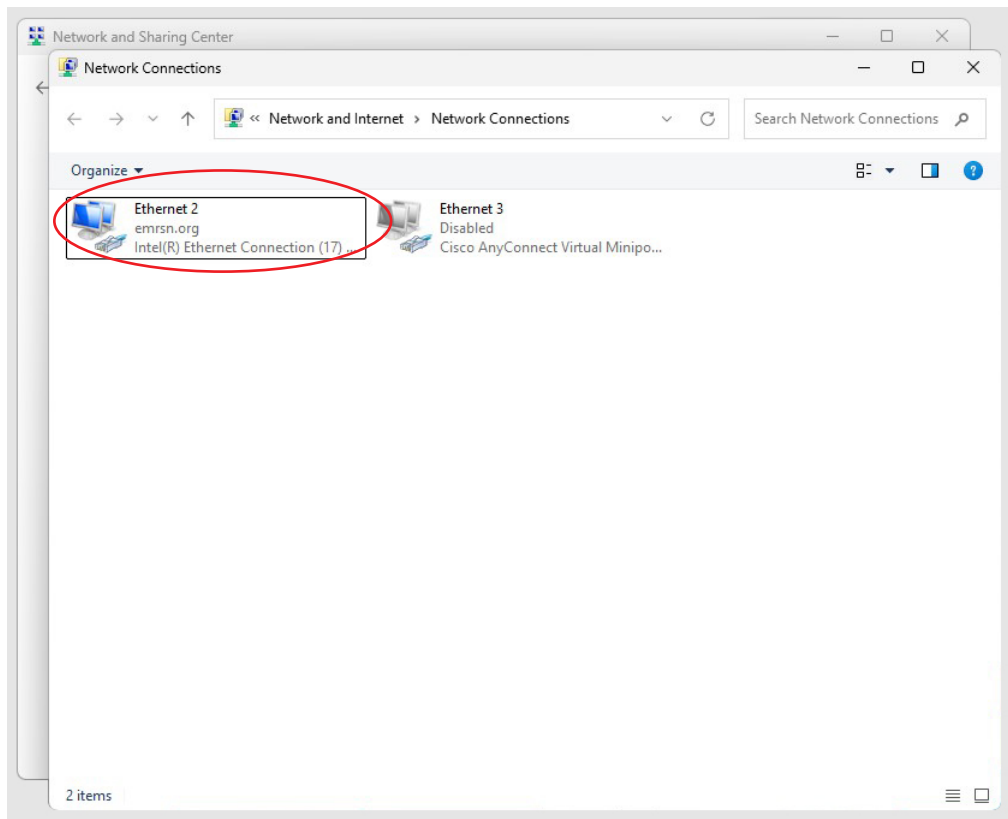 Network and Sharing Center
Network Connections
« Network and Internet > Network Connections
Search Network Connections
Organize
Ethernet 2
emrsn.org
Intel(R) Ethernet Connection (17) ...
Ethernet 3
Disabled
Cisco AnyConnect Virtual Minipo...
2 items